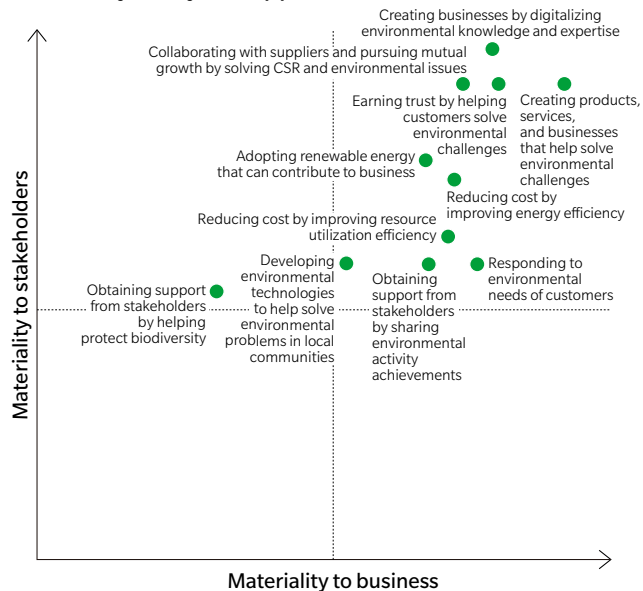 Creating businesses by digitalizing
environmental knowledge and expertise
Collaborating with suppliers and pursuing mutual
growth by solving CSR and environmental issues
Earning trust by helping
customers solve
environmental
challenges
Creating products,
services,
and businesses
that help solve
environmental
challenges
Adopting renewable energy
that can contribute to business
Reducing cost by
improving energy efficiency
Reducing cost by improving resource
utilization efficiency
Developing
environmental
technologies
to help solve
environmental
problems in local
communities
Obtaining
support from
stakeholders
by sharing
environmental
activity
achievements
Responding to
environmental
needs of customers
Obtaining support
from stakeholders
by helping
protect biodiversity
Materiality to stakeholders
Materiality to business